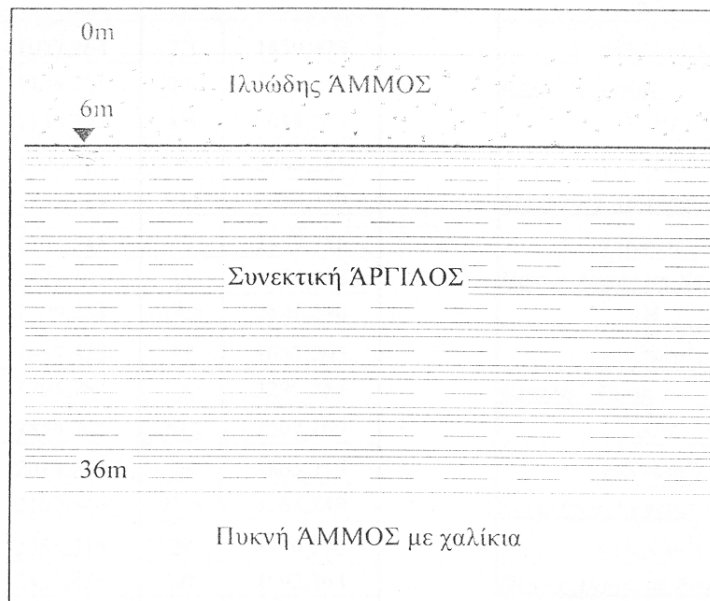 0m
Ιλυώδης ΆΜΜΟΣ
6m
Συνεκτική ΆΡΓΙΛΟΣ
36m
Πυκνή ΆΜΜΟΣ με χαλίκια